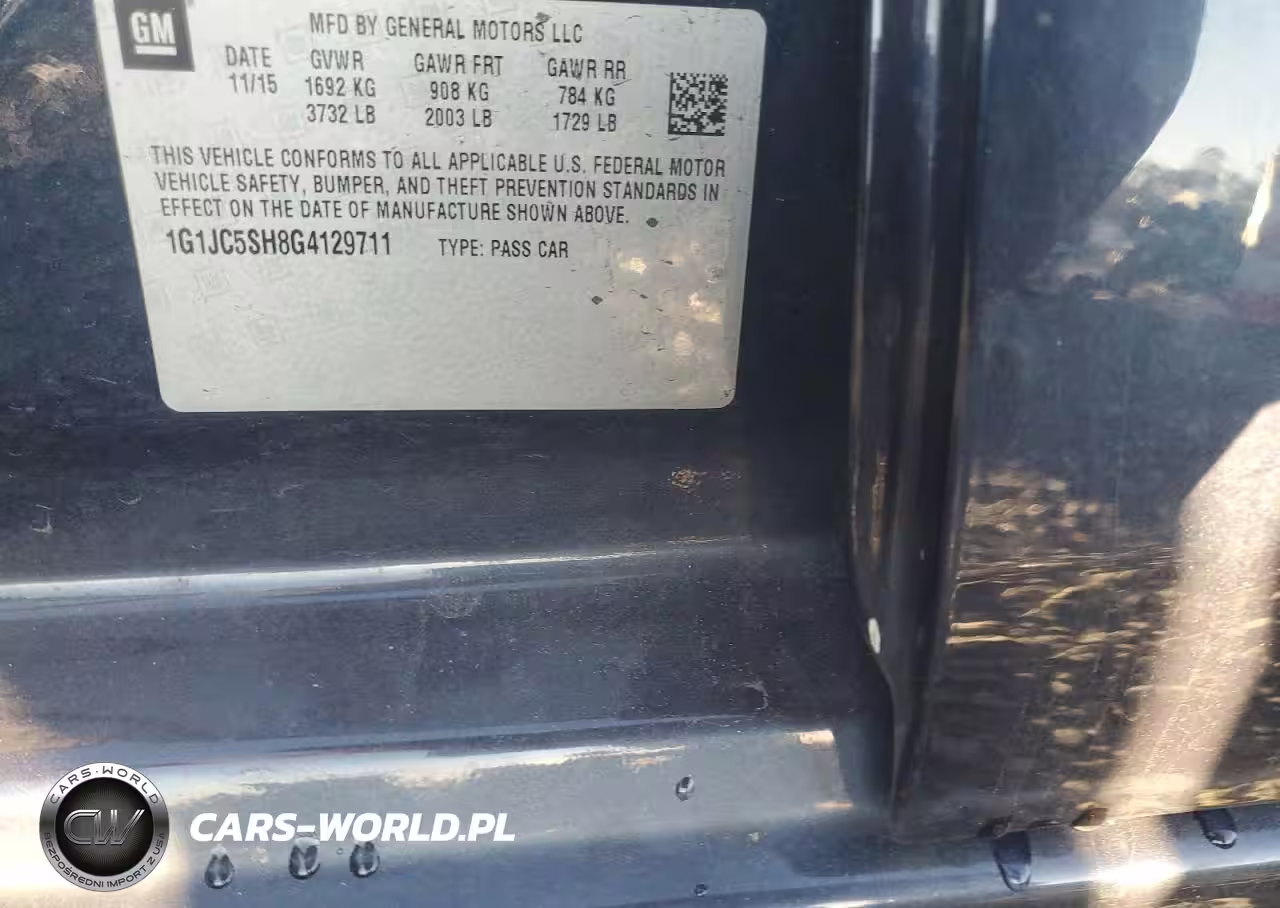 GM
MFD BY GENERAL MOTORS LLC
DATE GVWR GAWR FRT GAWR RR
11/15 1692 KG 908 KG 784 KG
3732 LB 2003 LB 1729 LB
THIS VEHICLE CONFORMS TO ALL APPLICABLE U.S. FEDERAL MOTOR
VEHICLE SAFETY, BUMPER, AND THEFT PREVENTION STANDARDS IN
EFFECT ON THE DATE OF MANUFACTURE SHOWN ABOVE.
1G1JC5SH8G4129711 TYPE: PASS CAR
CARS-WORLD
CW
BEZPOŚREDNI IMPORT Z USA
CARS-WORLD.PL